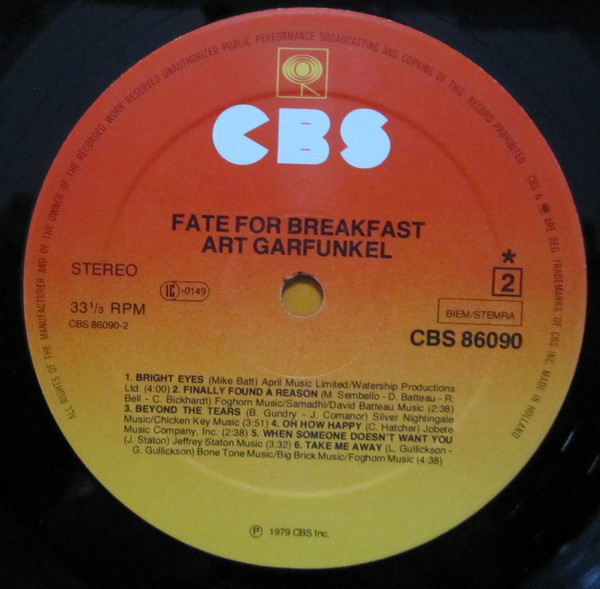 ALL RIGHTS OF THE MANUFACTURER AND OF THE OWNER OF THE RECORDED WORK RESERVED UNAUTHORIZED PUBLIC PERFORMANCE BROADCASTING AND COPYING OF THIS RECORD PROHIBITED
CBS & ARE REG. TRADEMARKS OF CBS INC. MADE IN HOLLAND
CBS
FATE FOR BREAKFAST
ART GARFUNKEL
STEREO
IC -0149
*
2
33 1/3 RPM
BIEM/STEMRA
CBS 86090-2
CBS 86090
1. BRIGHT EYES (Mike Batt) April Music Limited/Watership Productions
Ltd. (4:00) 2. FINALLY FOUND A REASON (M. Sembello - D. Batteau - R.
Bell - C. Bickhardt) Foghorn Music/Samadhi/David Batteau Music (2:38)
3. BEYOND THE TEARS (B. Gundry - J. Comanor) Silver Nightingale
Music/Chicken Key Music (3:51) 4. OH HOW HAPPY (C. Hatcher) Jobete
Music Company, Inc. (2:38) 5. WHEN SOMEONE DOESN'T WANT YOU
(J. Staton) Jeffrey Staton Music (3:32) 6. TAKE ME AWAY (L. Gullickson -
G. Gullickson) Bone Tone Music/Big Brick Music/Foghorn Music (4:38)
Ⓟ 1979 CBS Inc.